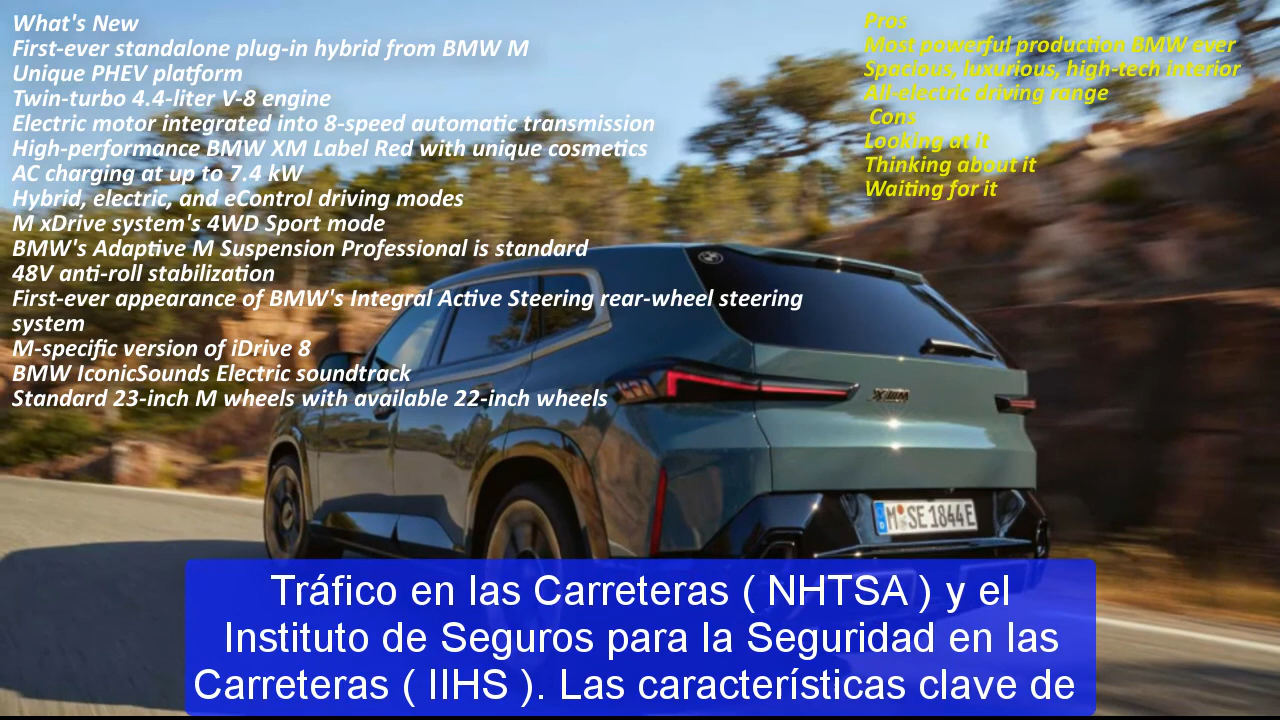 What's New
First-ever standalone plug-in hybrid from BMW M
Unique PHEV platform
Twin-turbo 4.4-liter V-8 engine
Electric motor integrated into 8-speed automatic transmission
High-performance BMW XM Label Red with unique cosmetics
AC charging at up to 7.4 kW
Hybrid, electric, and eControl driving modes
M xDrive system's 4WD Sport mode
BMW's Adaptive M Suspension Professional is standard
48V anti-roll stabilization
First-ever appearance of BMW's Integral Active Steering rear-wheel steering
system
M-specific version of iDrive 8
BMW IconicSounds Electric soundtrack
Standard 23-inch M wheels with available 22-inch wheels
Pros
Most powerful production BMW ever
Spacious, luxurious, high-tech interior
All-electric driving range
Cons
Looking at it
Thinking about it
Waiting for it
XM
M SE 1844E
Tráfico en las Carreteras ( NHTSA ) y el
Instituto de Seguros para la Seguridad en las
Carreteras ( IIHS ). Las características clave de